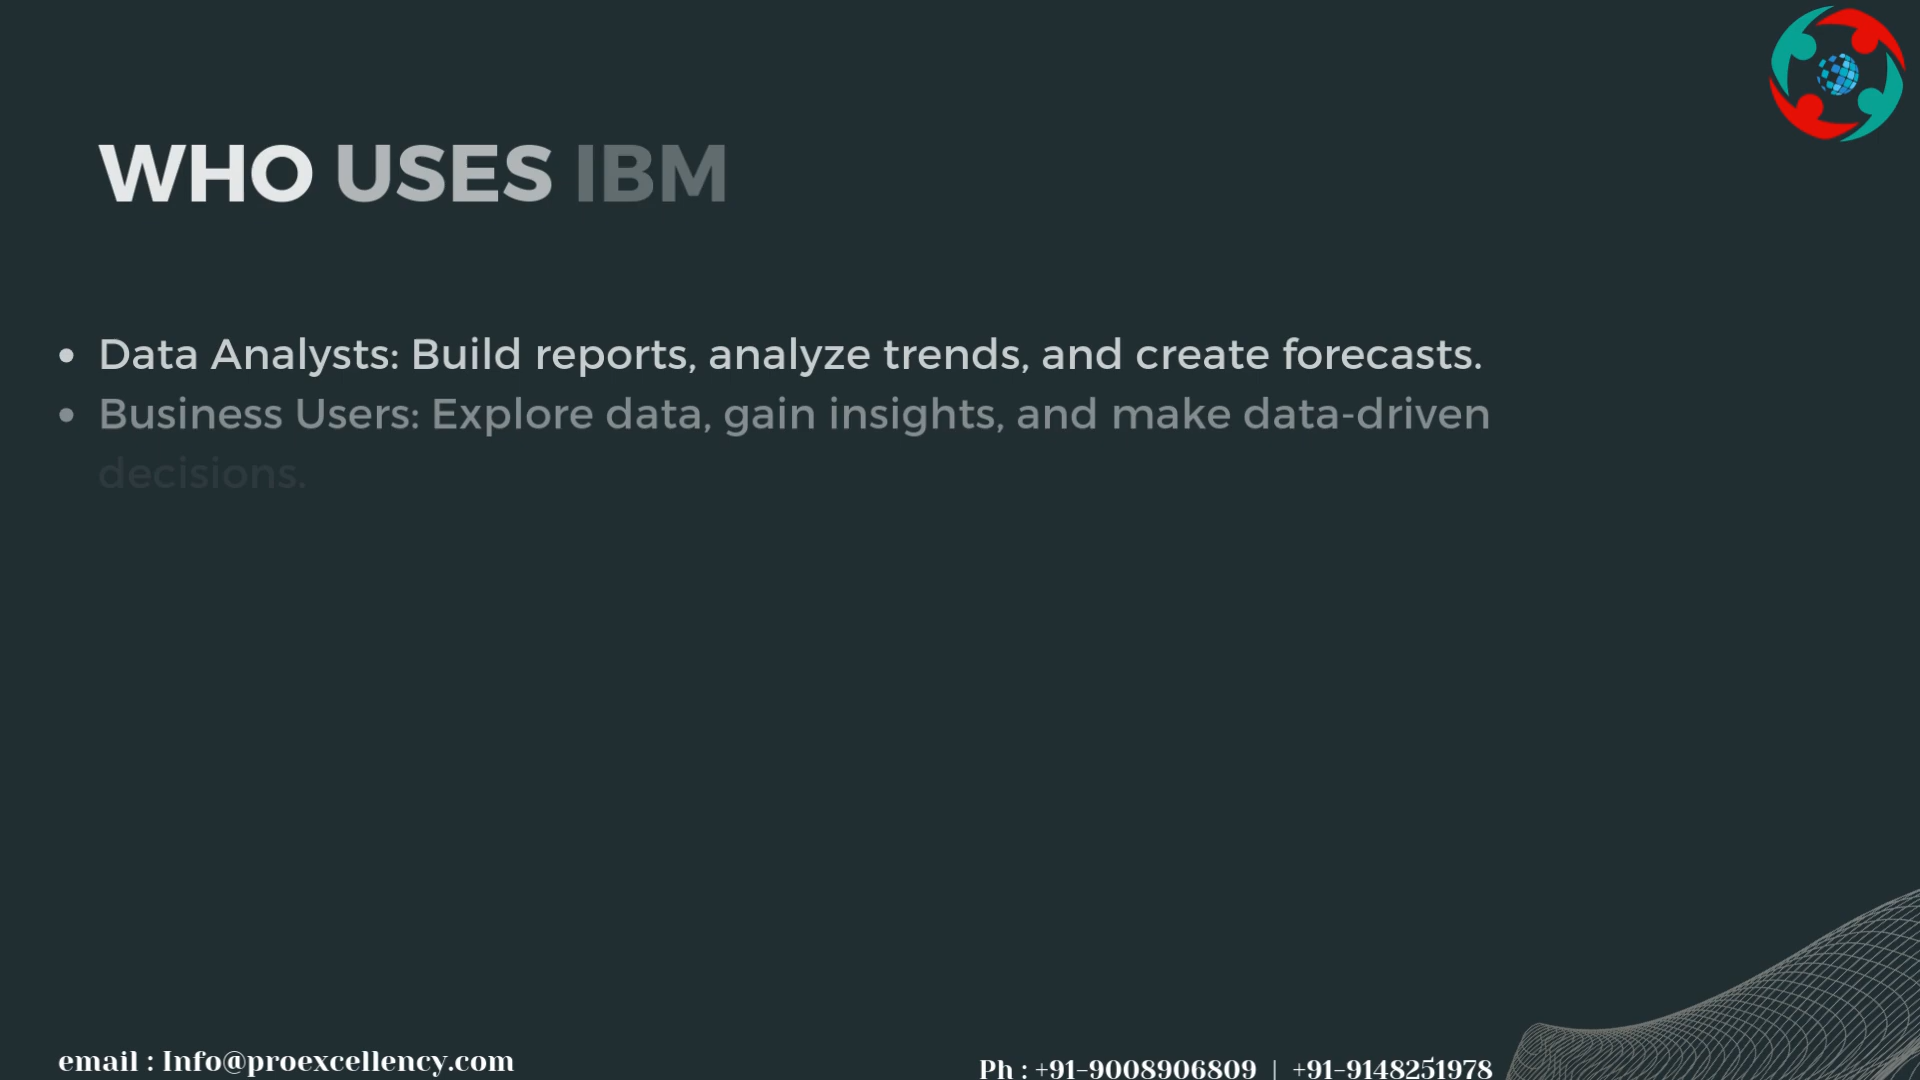 WHO USES IBM
• Data Analysts: Build reports, analyze trends, and create forecasts.
• Business Users: Explore data, gain insights, and make data-driven
decisions.
email : Info@proexcellency.com
Ph : +91-9008906809 | +91-9148251978